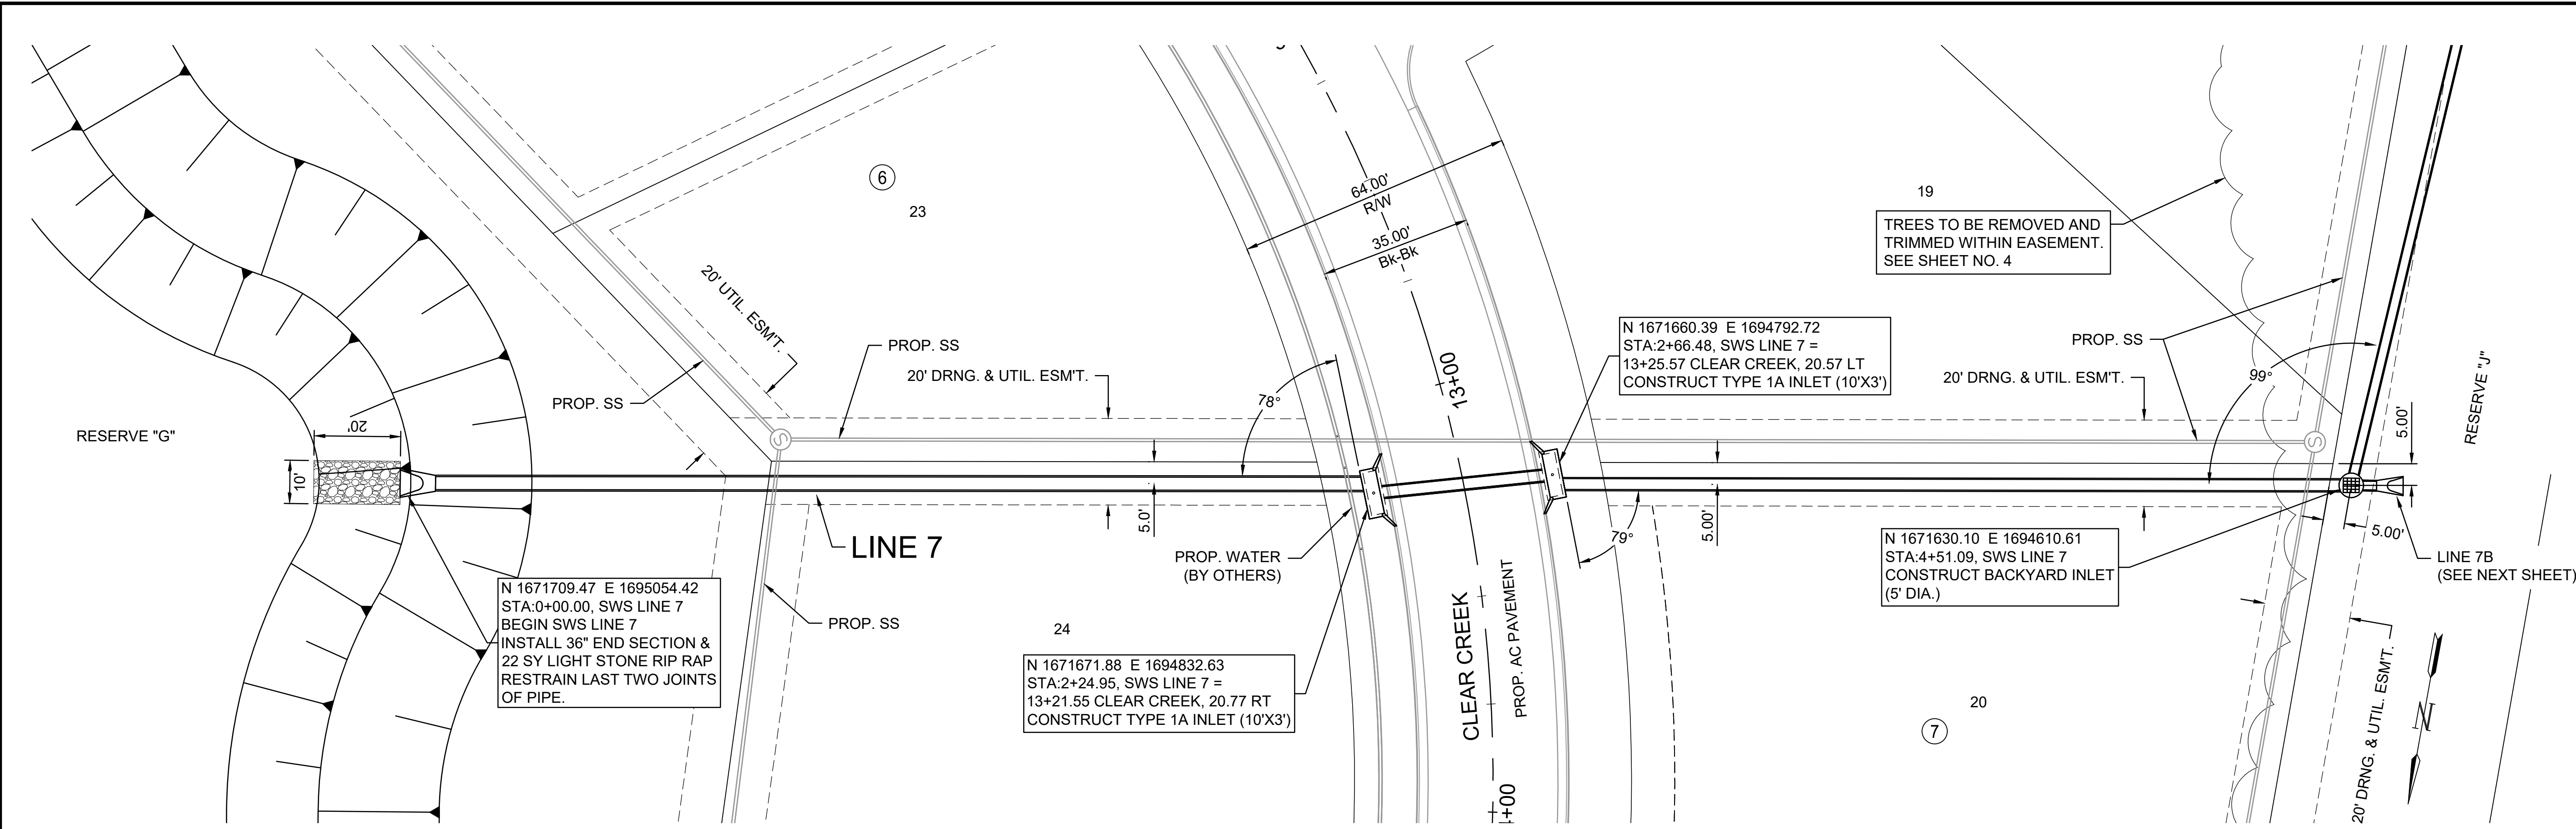 6
23
64.00'
R/W
35.00'
Bk-Bk
19
TREES TO BE REMOVED AND
TRIMMED WITHIN EASEMENT.
SEE SHEET NO. 4
20' UTIL. ESM'T.
PROP. SS
20' DRNG. & UTIL. ESM'T.
PROP. SS
N 1671660.39 E 1694792.72
STA:2+66.48, SWS LINE 7 =
13+25.57 CLEAR CREEK, 20.57 LT
CONSTRUCT TYPE 1A INLET (10'X3')
13+00
PROP. SS
20' DRNG. & UTIL. ESM'T.
99°
RESERVE "J"
78°
RESERVE "G"
20'
10'
S
S
5.00'
5.0'
5.00'
79°
5.00'
LINE 7
PROP. WATER
(BY OTHERS)
N 1671630.10 E 1694610.61
STA:4+51.09, SWS LINE 7
CONSTRUCT BACKYARD INLET
(5' DIA.)
LINE 7B
(SEE NEXT SHEET)
N 1671709.47 E 1695054.42
STA:0+00.00, SWS LINE 7
BEGIN SWS LINE 7
INSTALL 36" END SECTION &
22 SY LIGHT STONE RIP RAP
RESTRAIN LAST TWO JOINTS
OF PIPE.
PROP. SS
24
N 1671671.88 E 1694832.63
STA:2+24.95, SWS LINE 7 =
13+21.55 CLEAR CREEK, 20.77 RT
CONSTRUCT TYPE 1A INLET (10'X3')
CLEAR CREEK
PROP. AC PAVEMENT
20
7
20' DRNG. & UTIL. ESM'T.
N
+00